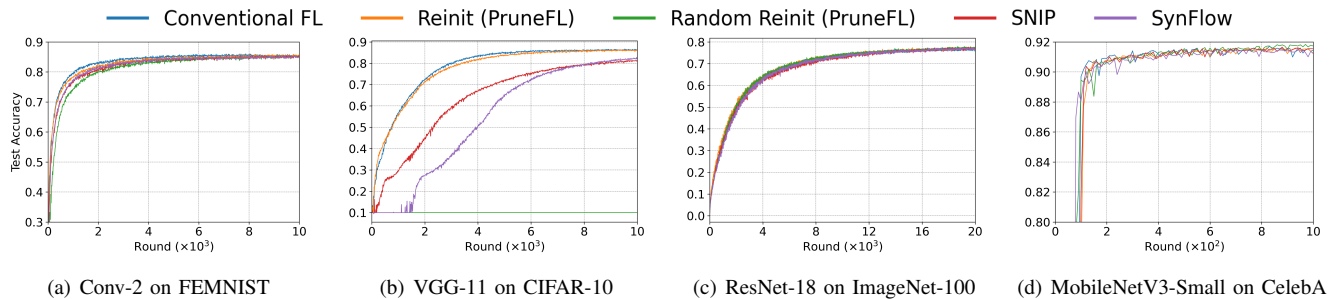 Conventional FL Reinit (PruneFL) Random Reinit (PruneFL) SNIP SynFlow
Test Accuracy
0.9
0.8
0.7
0.6
0.5
0.4
0.3
0 2 4 6 8 10
Round (×10³)
(a) Conv-2 on FEMNIST
0.9
0.8
0.7
0.6
0.5
0.4
0.3
0.2
0.1
0 2 4 6 8 10
Round (×10³)
(b) VGG-11 on CIFAR-10
0.8
0.7
0.6
0.5
0.4
0.3
0.2
0.1
0.0
0 4 8 12 16 20
Round (×10³)
(c) ResNet-18 on ImageNet-100
0.92
0.90
0.88
0.86
0.84
0.82
0.80
0 2 4 6 8 10
Round (×10²)
(d) MobileNetV3-Small on CelebA